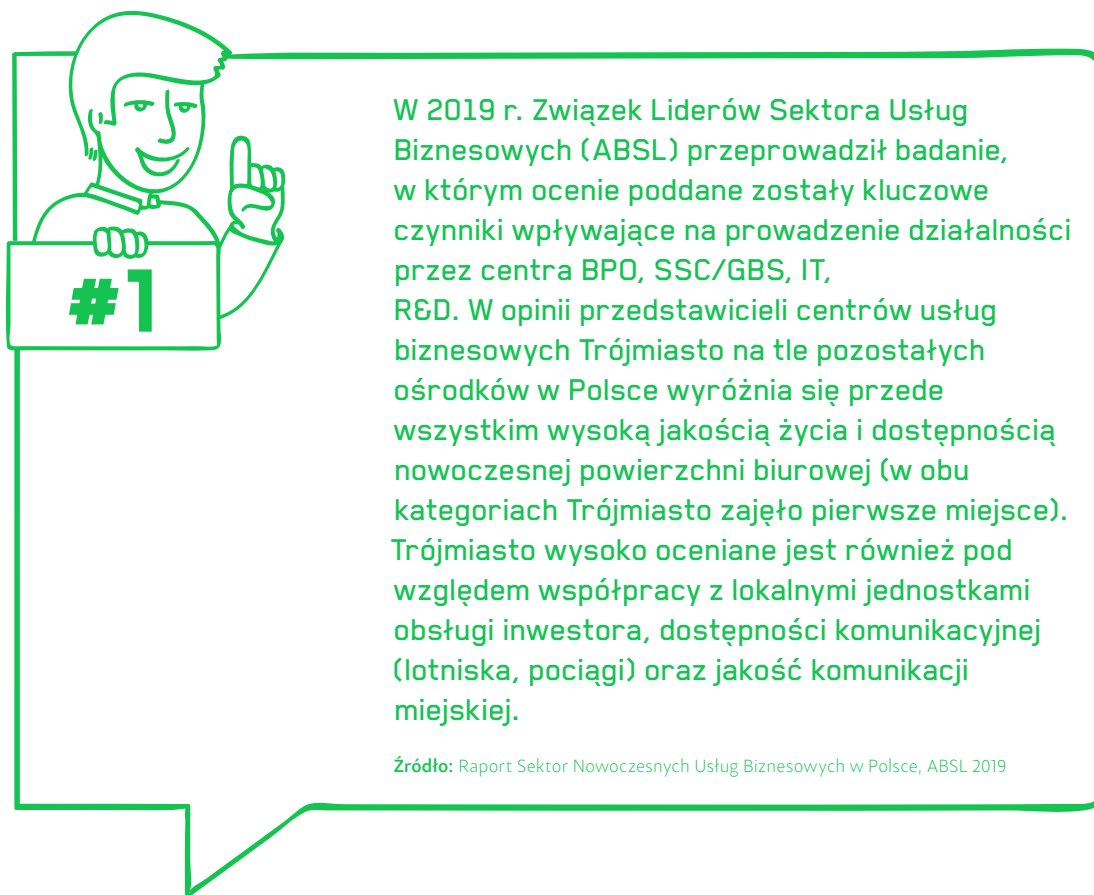 #1
W 2019 r. Związek Liderów Sektora Usług
Biznesowych (ABSL) przeprowadził badanie,
w którym ocenie poddane zostały kluczowe
czynniki wpływające na prowadzenie działalności
przez centra BPO, SSC/GBS, IT,
R&D. W opinii przedstawicieli centrów usług
biznesowych Trójmiasto na tle pozostałych
ośrodków w Polsce wyróżnia się przede
wszystkim wysoką jakością życia i dostępnością
nowoczesnej powierzchni biurowej (w obu
kategoriach Trójmiasto zajęło pierwsze miejsce).
Trójmiasto wysoko oceniane jest również pod
względem współpracy z lokalnymi jednostkami
obsługi inwestora, dostępności komunikacyjnej
(lotniska, pociągi) oraz jakość komunikacji
miejskiej.
Źródło: Raport Sektor Nowoczesnych Usług Biznesowych w Polsce, ABSL 2019